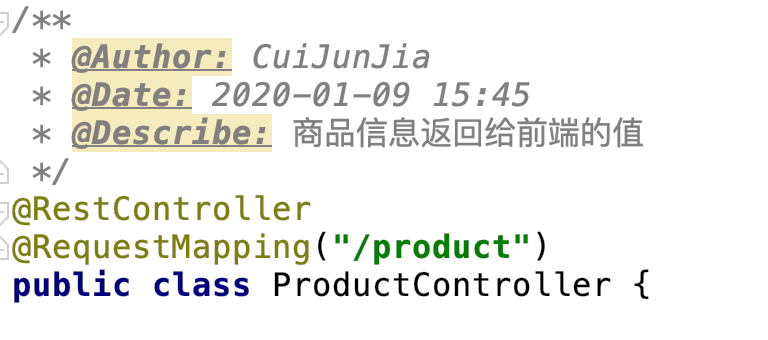 /**
 * @Author: CuiJunJia
 * @Date: 2020-01-09 15:45
 * @Describe: 商品信息返回给前端的值
 */
@RestController
@RequestMapping("/product")
public class ProductController {